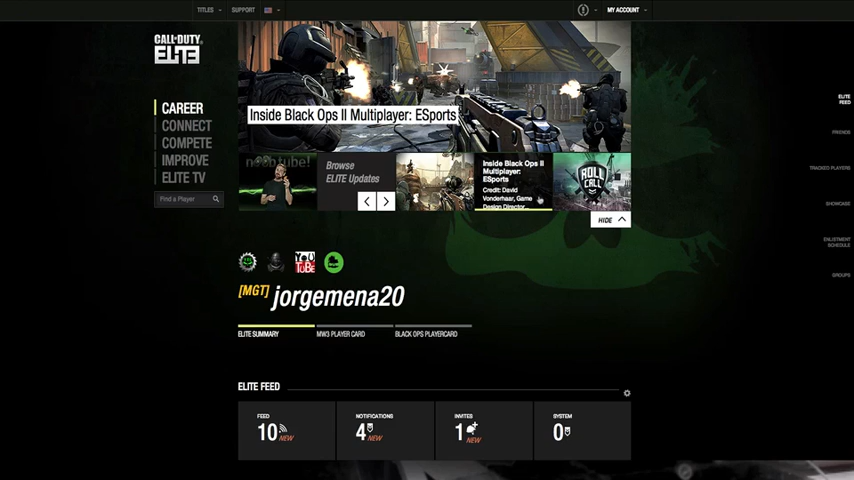 TITLES
SUPPORT
MY ACCOUNT
CALL OF DUTY
ELITE
CAREER
CONNECT
COMPETE
IMPROVE
ELITE TV
Find a Player
Inside Black Ops II Multiplayer: ESports
noobtube!
Browse
ELITE Updates
Inside Black Ops II
Multiplayer:
ESports
Credit: David
Vonderhaar, Game
Design Director
ROLL
CALL
HIDE
ELITE
FEED
FRIENDS
TRACKED PLAYERS
SHOWCASE
ENLISTMENT
SCHEDULE
GROUPS
YOU
TUBE
[MGT] jorgemena20
ELITE SUMMARY
MW3 PLAYER CARD
BLACK OPS PLAYERCARD
ELITE FEED
FEED
10 NEW
NOTIFICATIONS
4 NEW
INVITES
1 NEW
SYSTEM
0